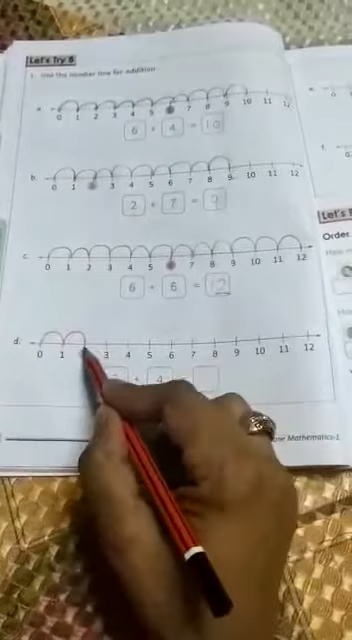 Let's Try 6
1. Use the number line for addition
a. 0 1 2 3 4 5 6 7 8 9 10 11 12
6 + 4 = 10
b. 0 1 2 3 4 5 6 7 8 9 10 11 12
2 + 7 = 9
c. 0 1 2 3 4 5 6 7 8 9 10 11 12
6 + 6 = 12
d. 0 1 3 4 5 6 7 8 9 10 11 12
+ 4 =
Mathematics-1
e.
0
f.
0
Let's
Order